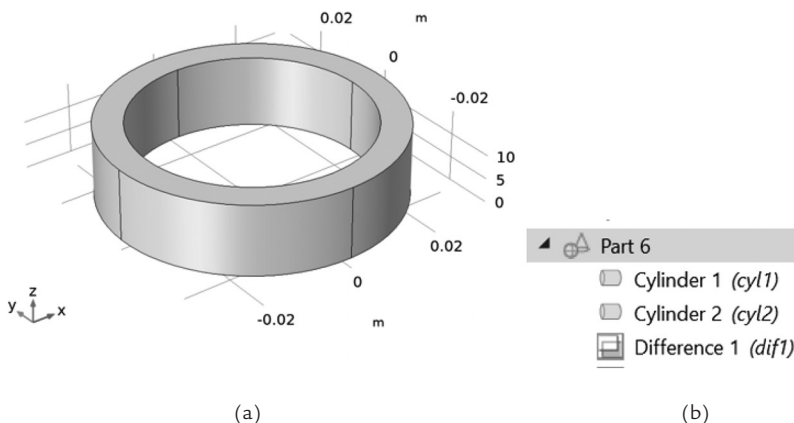 0.02
m
0
-0.02
10
5
0
0.02
0
-0.02
m
z
y
x
Part 6
Cylinder 1 (cyl1)
Cylinder 2 (cyl2)
Difference 1 (dif1)
(a)
(b)